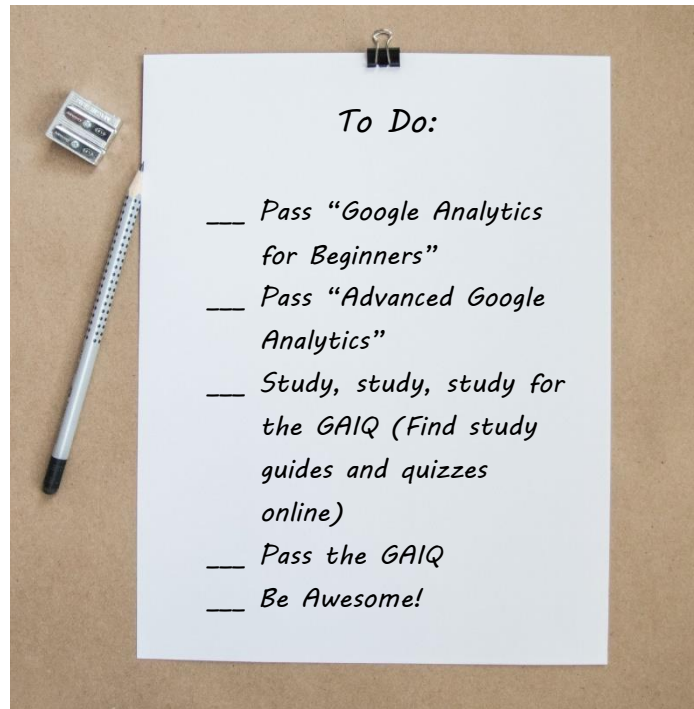 To Do:
___ Pass “Google Analytics
for Beginners”
___ Pass “Advanced Google
Analytics”
___ Study, study, study for
the GAIQ (Find study
guides and quizzes
online)
___ Pass the GAIQ
___ Be Awesome!